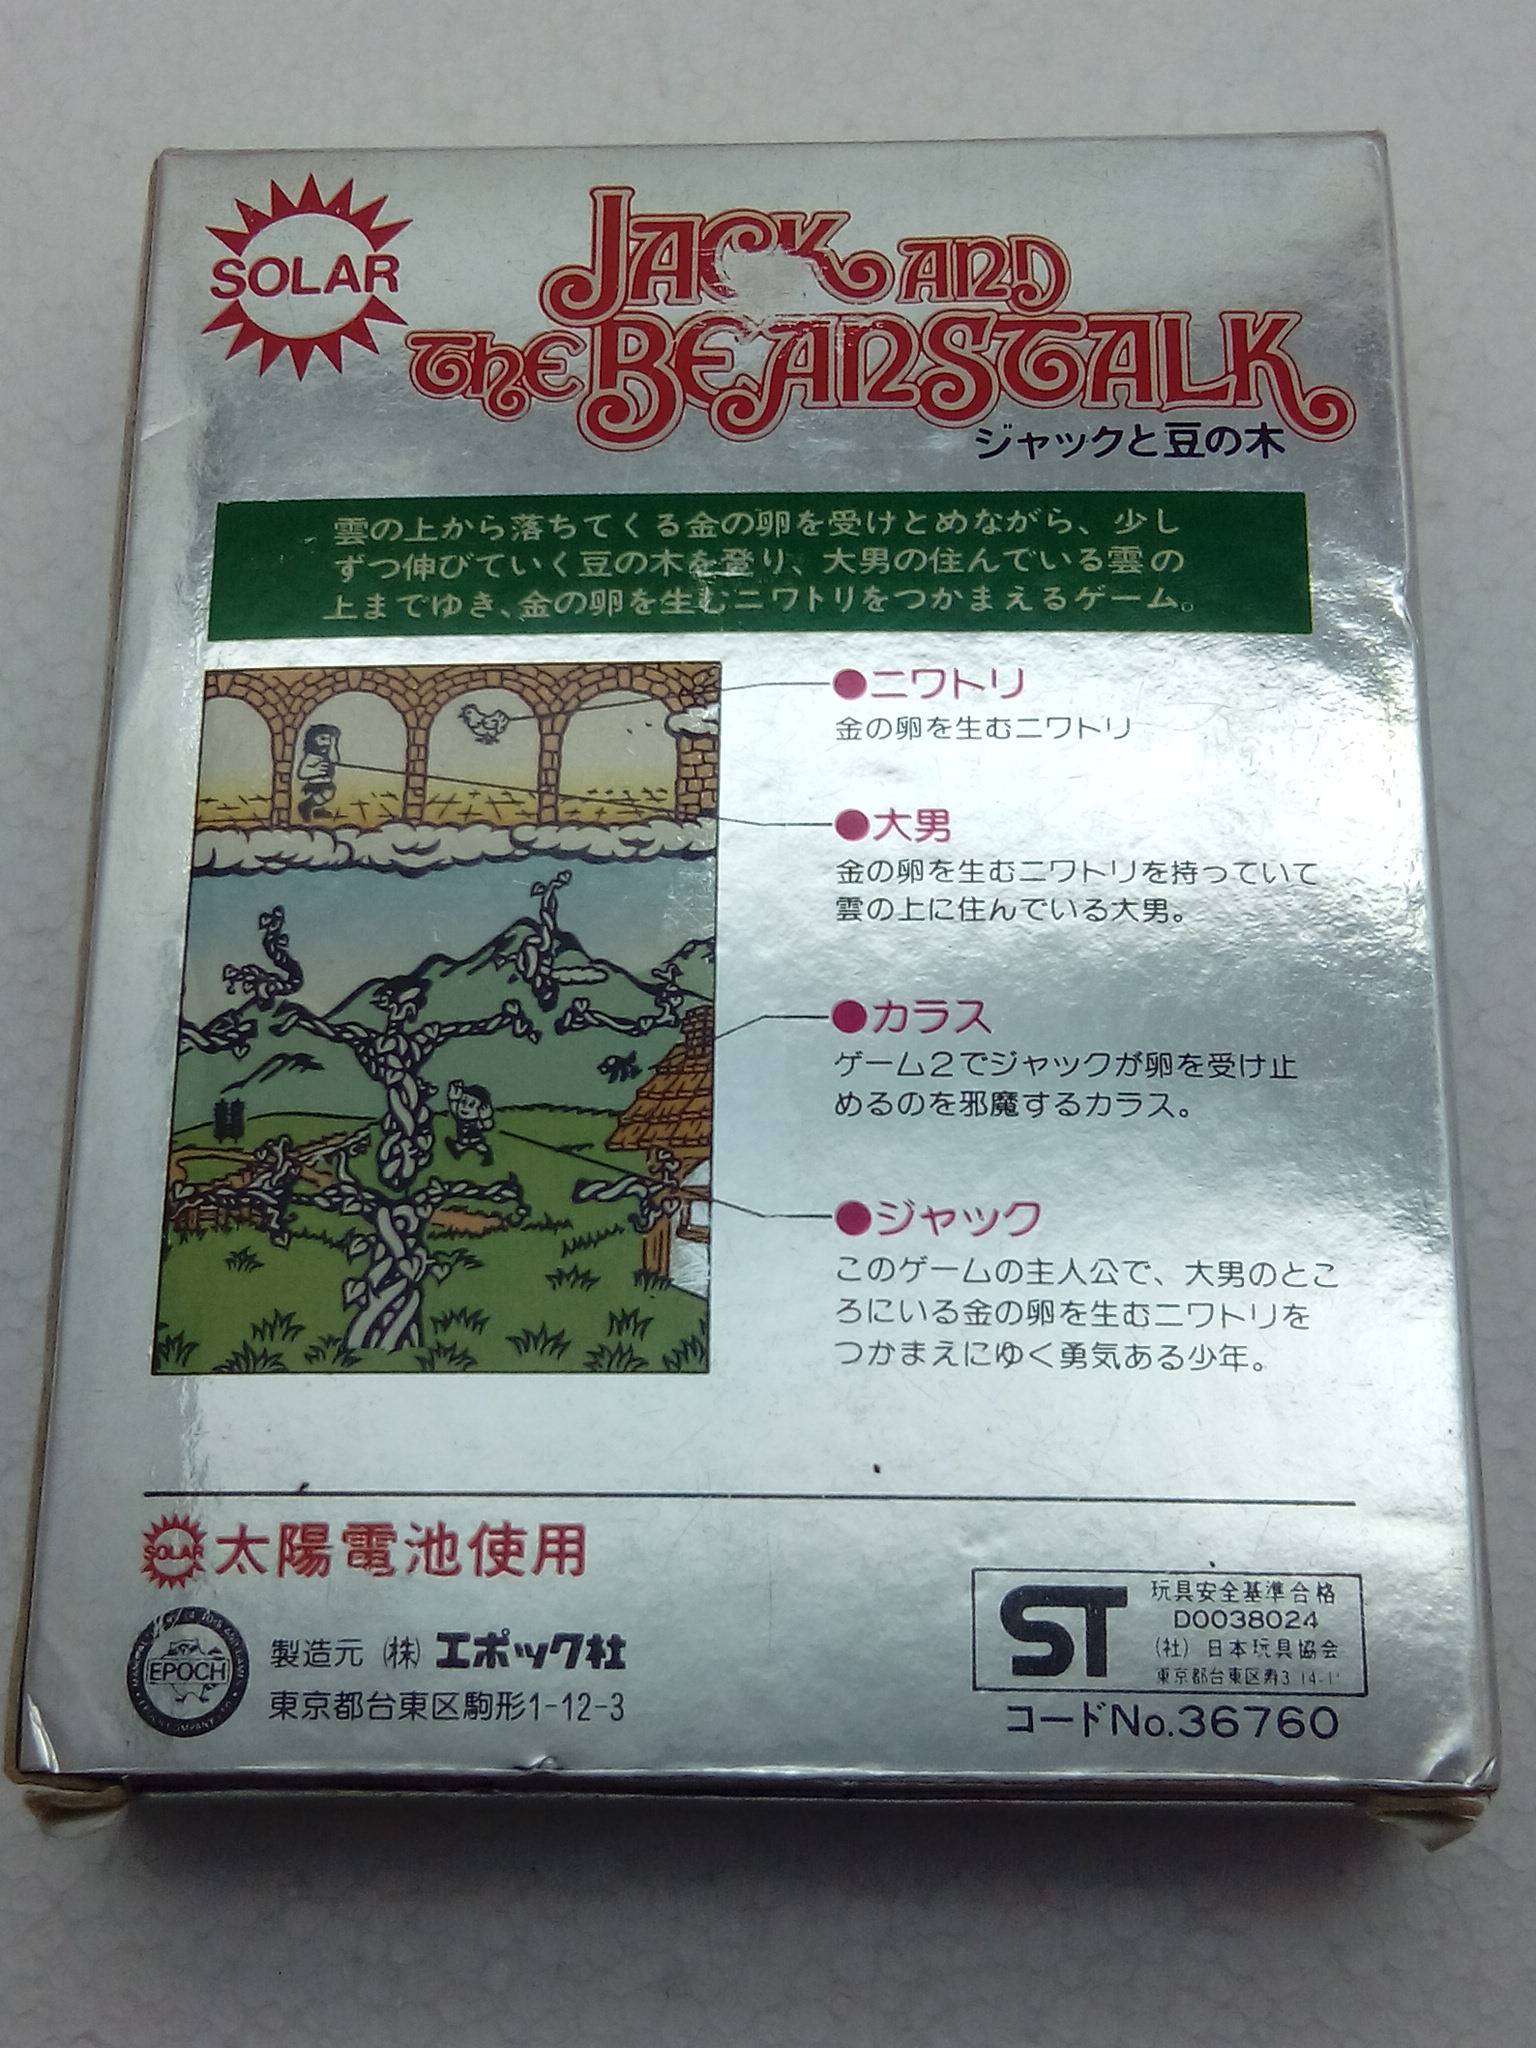 SOLAR
JACK AND
THE BEANSTALK
ジャックと豆の木
雲の上から落ちてくる金の卵を受けとめながら、少し
ずつ伸びていく豆の木を登り、大男の住んでいる雲の
上までゆき、金の卵を生むニワトリをつかまえるゲーム。
●ニワトリ
金の卵を生むニワトリ
●大男
金の卵を生むニワトリを持っていて
雲の上に住んでいる大男。
●カラス
ゲーム2でジャックが卵を受け止
めるのを邪魔するカラス。
●ジャック
このゲームの主人公で、大男のとこ
ろにいる金の卵を生むニワトリを
つかまえにゆく勇気ある少年。
SOLAR 太陽電池使用
EPOCH
製造元 (株) エポック社
東京都台東区駒形1-12-3
ST
玩具安全基準合格
D0038024
(社) 日本玩具協会
東京都台東区寿3
コードNo.36760